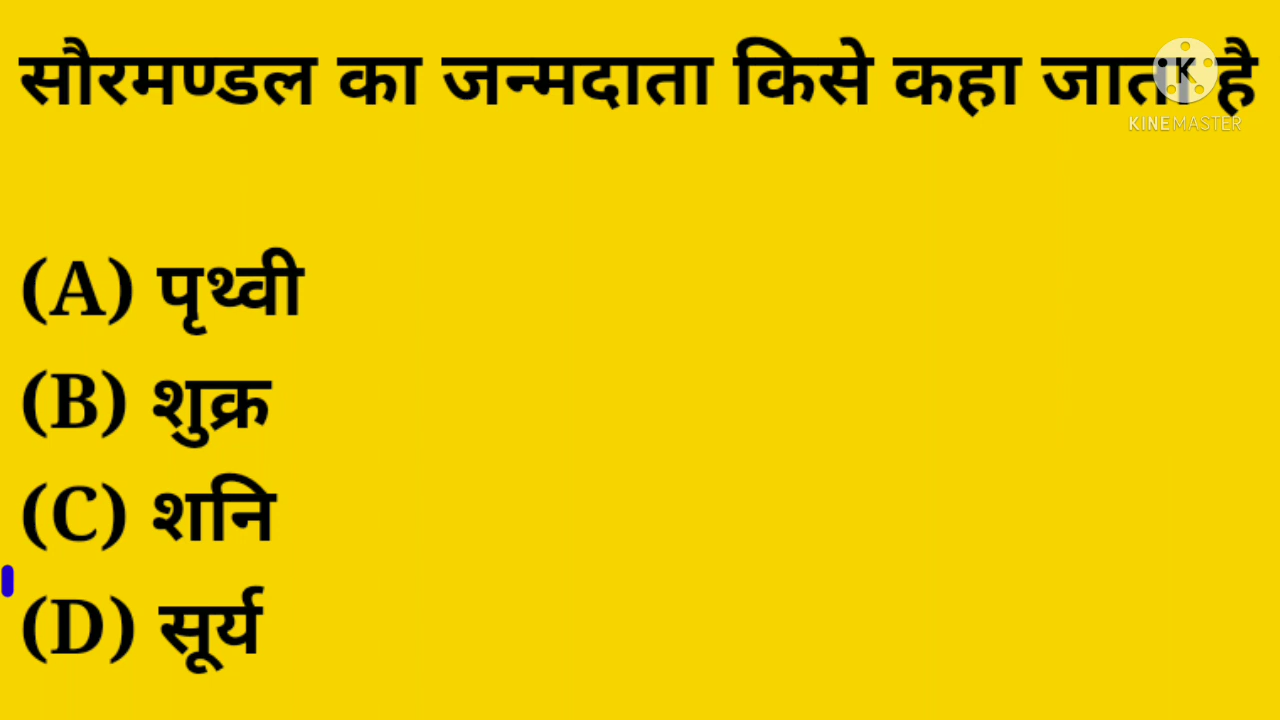 सौरमण्डल का जन्मदाता किसे कहा जाता है
K
KINEMASTER
(A) पृथ्वी
(B) शुक्र
(C) शनि
(D) सूर्य